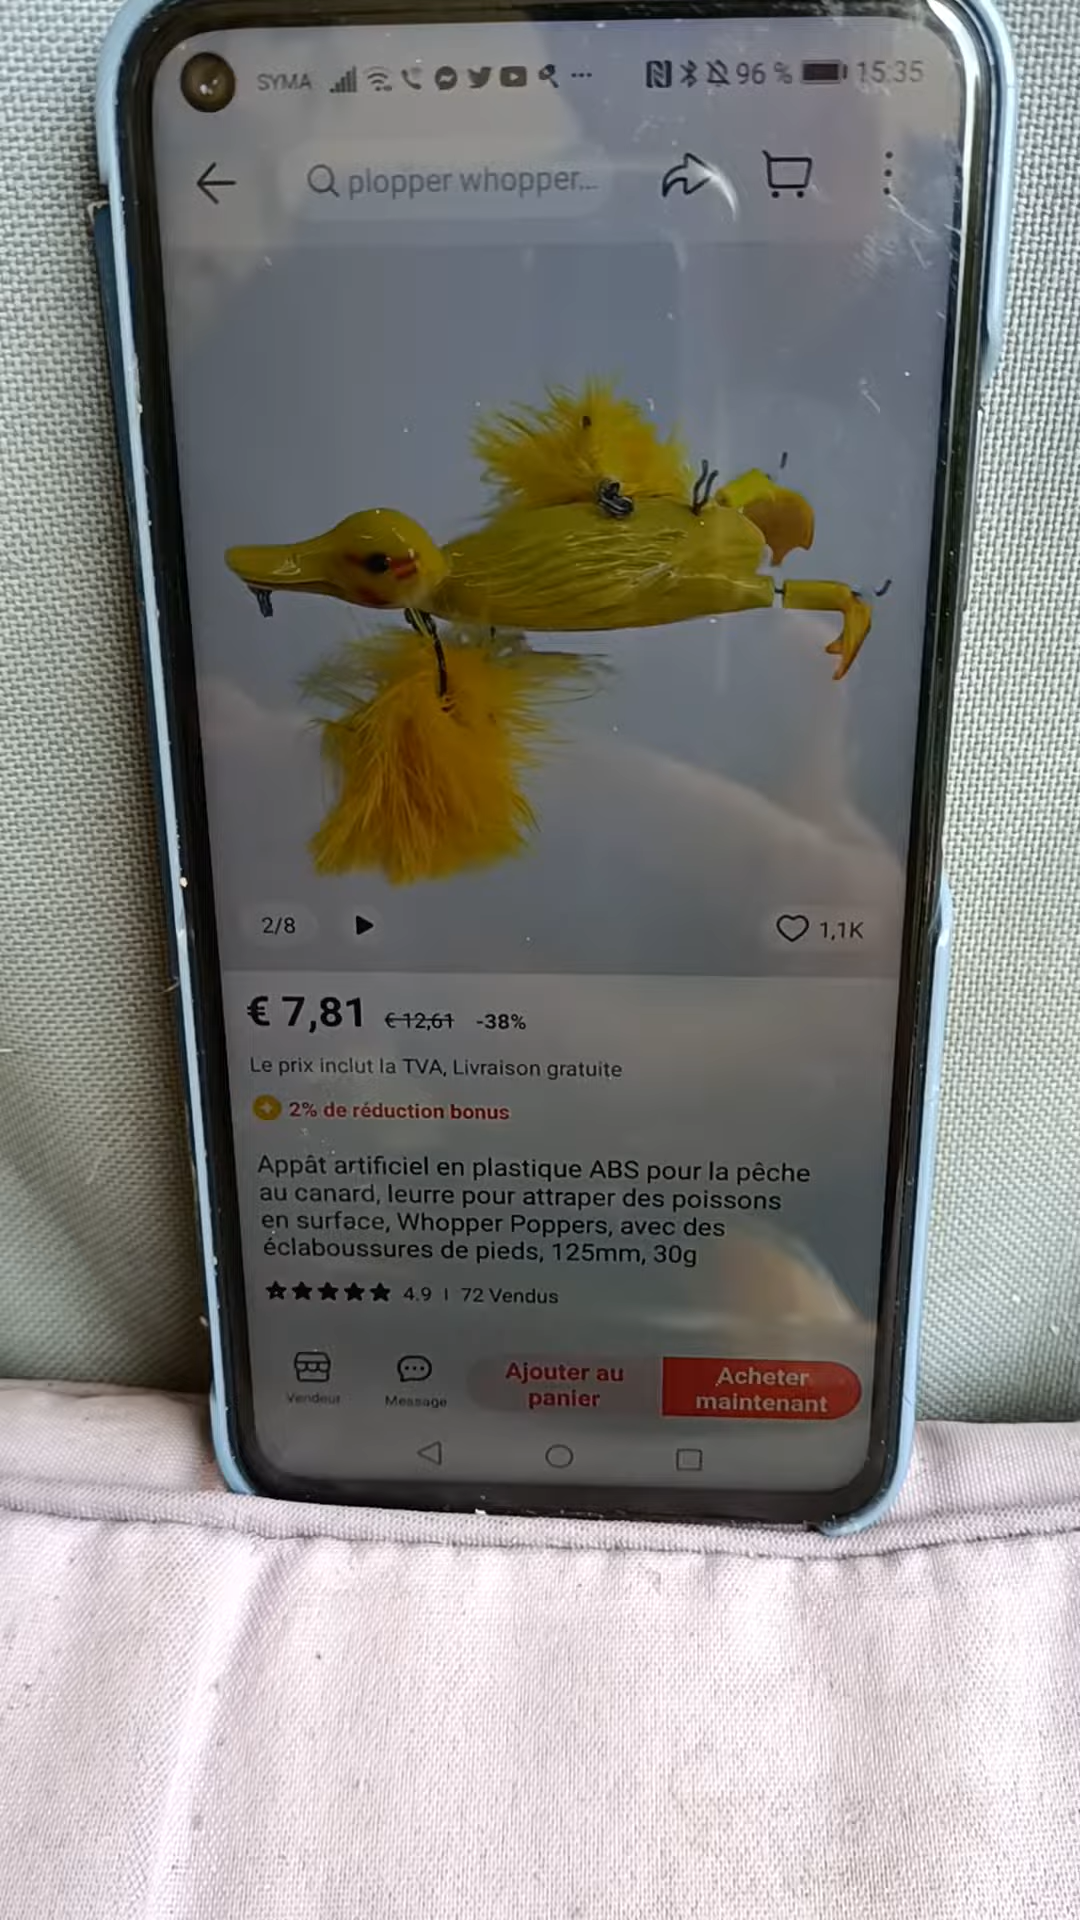 SYMA 96 % 15:35
plopper whopper...
2/8 1,1K
€ 7,81 € 12,61 -38%
Le prix inclut la TVA, Livraison gratuite
2% de réduction bonus
Appât artificiel en plastique ABS pour la pêche
au canard, leurre pour attraper des poissons
en surface, Whopper Poppers, avec des
éclaboussures de pieds, 125mm, 30g
4.9 | 72 Vendus
Vendeur Message Ajouter au
panier
Acheter
maintenant